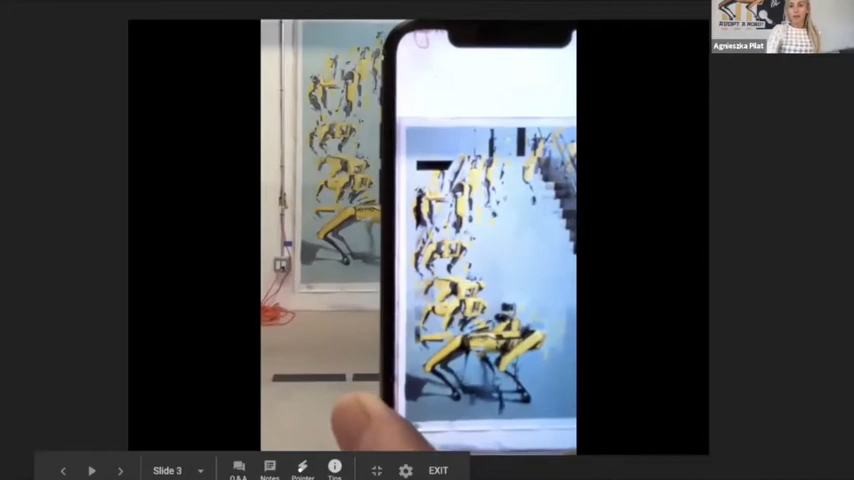 ADOPT A ROBOT
Agnieszka Pilat
Slide 3
Q&A
Notes
Pointer
Tips
EXIT